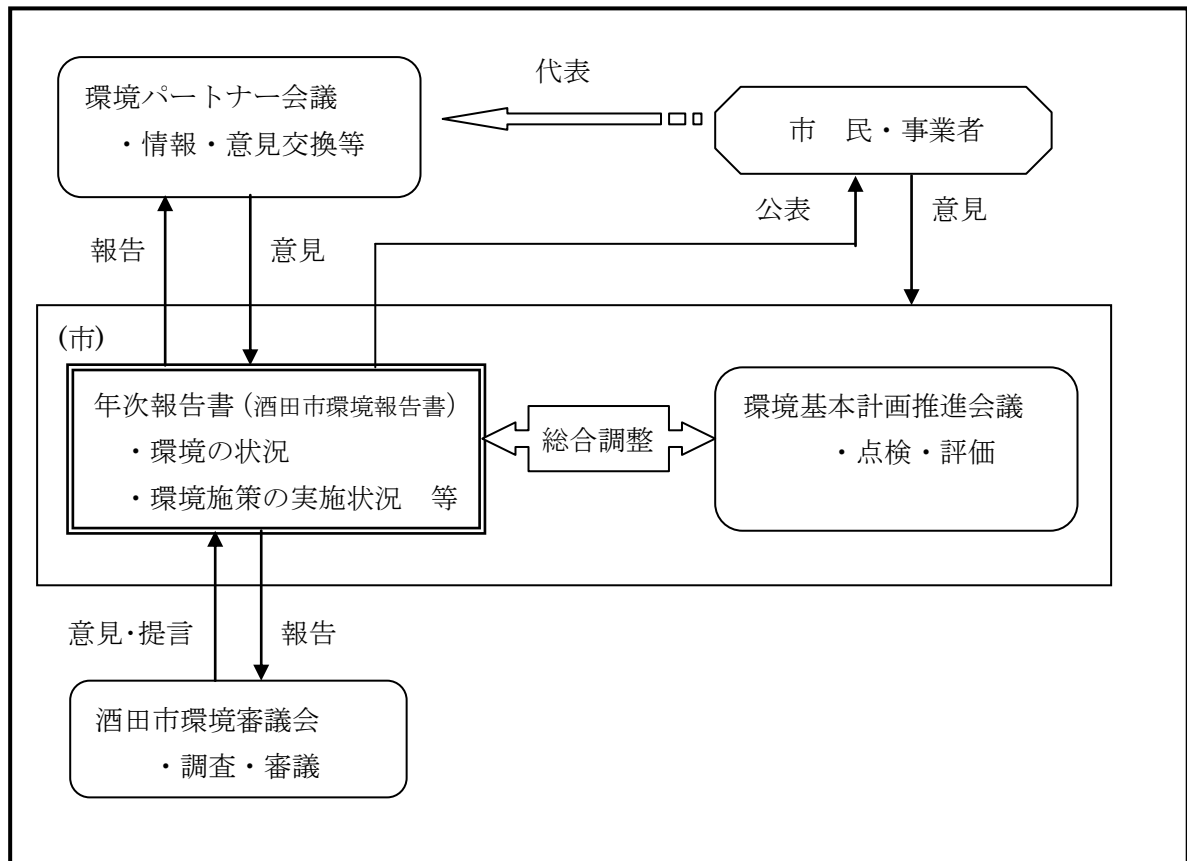 代表
環境パートナー会議
・情報・意見交換等
市　民・事業者
報告
意見
公表
意見
(市)
年次報告書(酒田市環境報告書)
・環境の状況
・環境施策の実施状況　等
総合調整
環境基本計画推進会議
・点検・評価
意見・提言
報告
酒田市環境審議会
・調査・審議